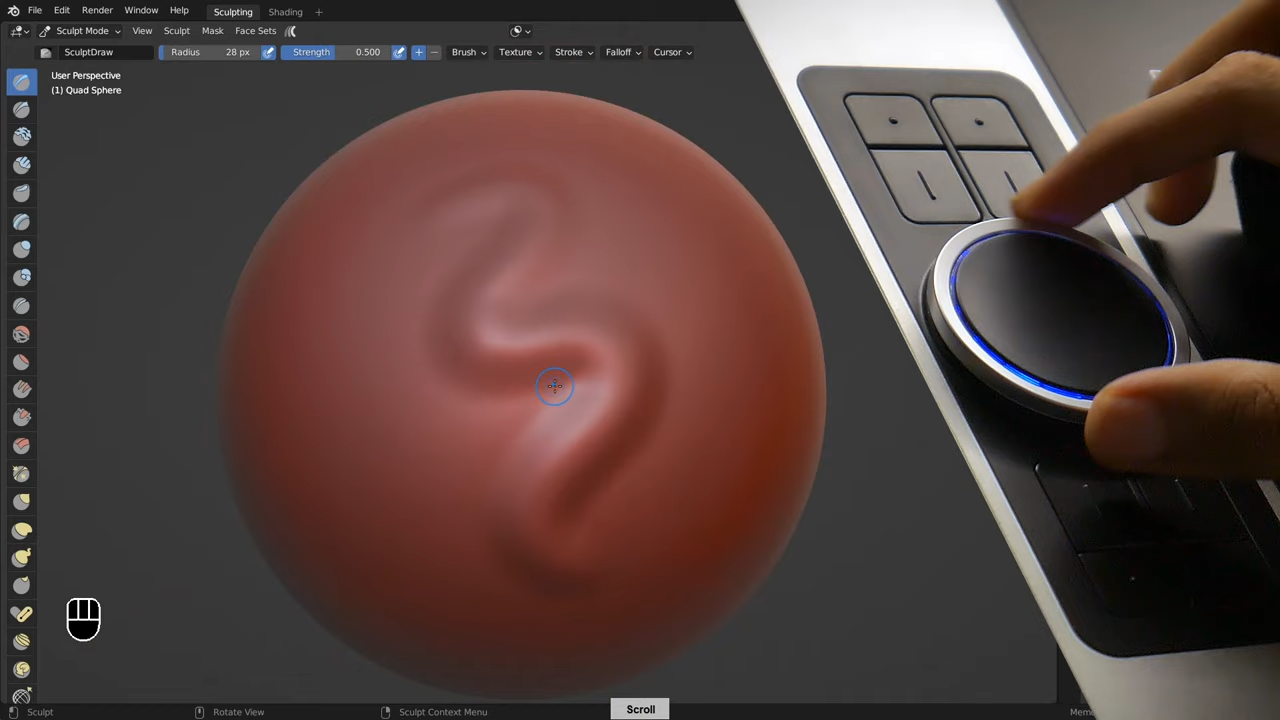 File Edit Render Window Help Sculpting Shading +
Sculpt Mode View Sculpt Mask Face Sets
SculptDraw Radius 28 px Strength 0.500 + − Brush Texture Stroke Falloff Cursor
User Perspective
(1) Quad Sphere
Scroll
Sculpt Rotate View Sculpt Context Menu